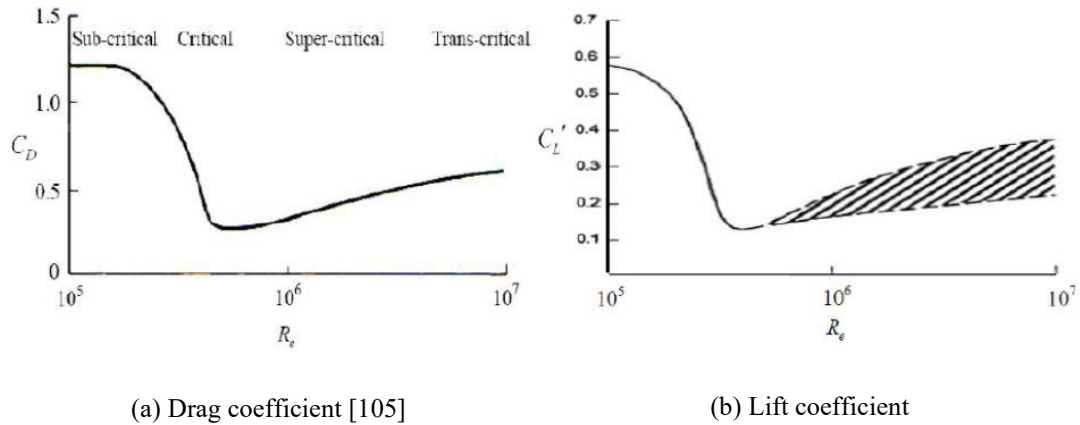 1.5
Sub-critical Critical Super-critical Trans-critical
1.0
C_D
0.5
0
10^5 10^6 10^7
R_e
(a) Drag coefficient [105]
0.7
0.6
0.5
0.4
C_L'
0.3
0.2
0.1
10^5 10^6 10^7
R_e
(b) Lift coefficient